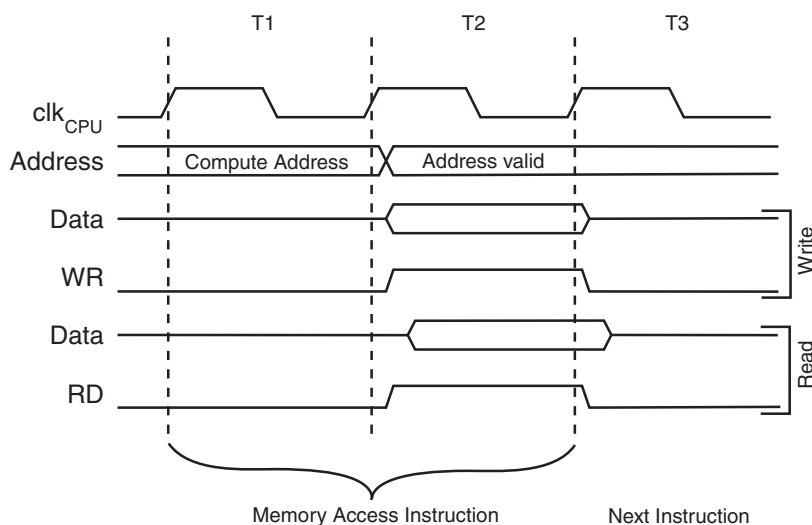 T1 T2 T3
clkCPU
Address Compute Address Address valid
Data
WR
Write
Data
RD
Read
Memory Access Instruction Next Instruction